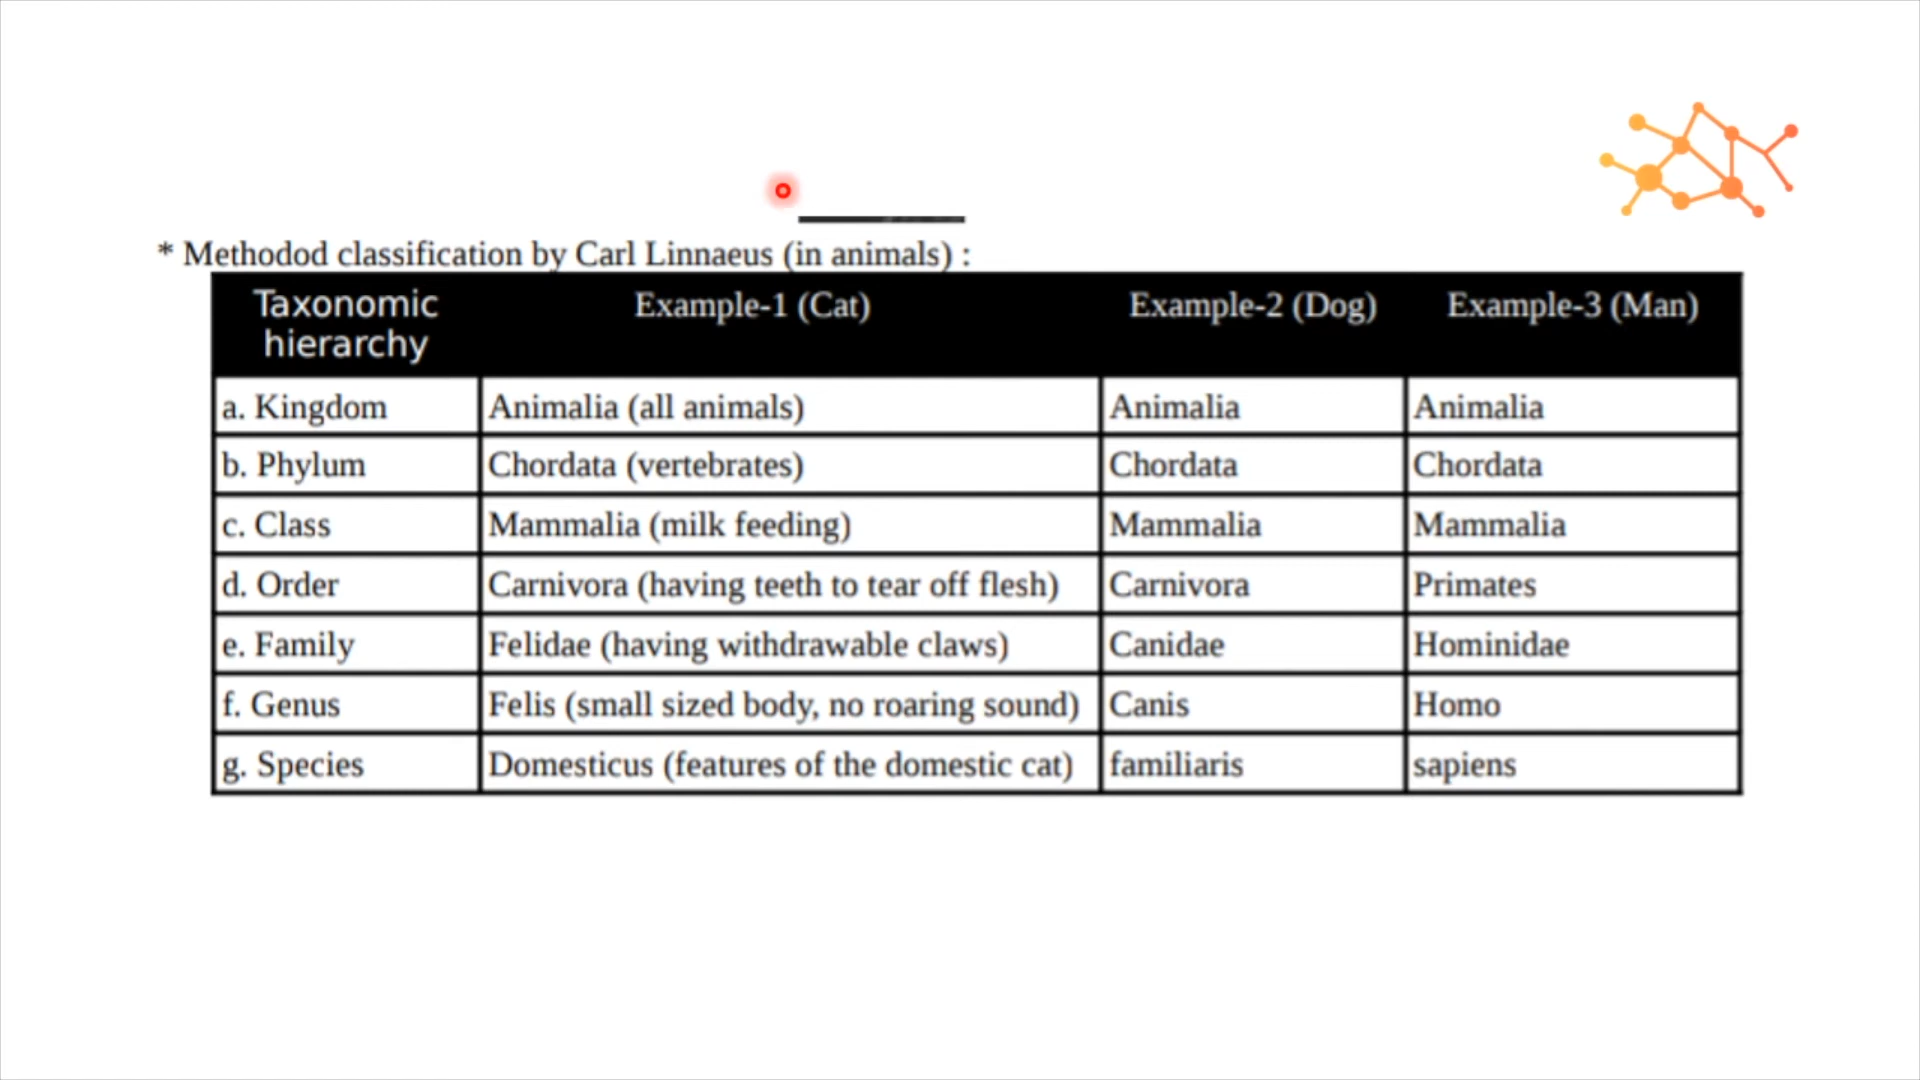 * Methodod classification by Carl Linnaeus (in animals) :
Taxonomic hierarchy Example-1 (Cat) Example-2 (Dog) Example-3 (Man)
a. Kingdom Animalia (all animals) Animalia Animalia
b. Phylum Chordata (vertebrates) Chordata Chordata
c. Class Mammalia (milk feeding) Mammalia Mammalia
d. Order Carnivora (having teeth to tear off flesh) Carnivora Primates
e. Family Felidae (having withdrawable claws) Canidae Hominidae
f. Genus Felis (small sized body, no roaring sound) Canis Homo
g. Species Domesticus (features of the domestic cat) familiaris sapiens